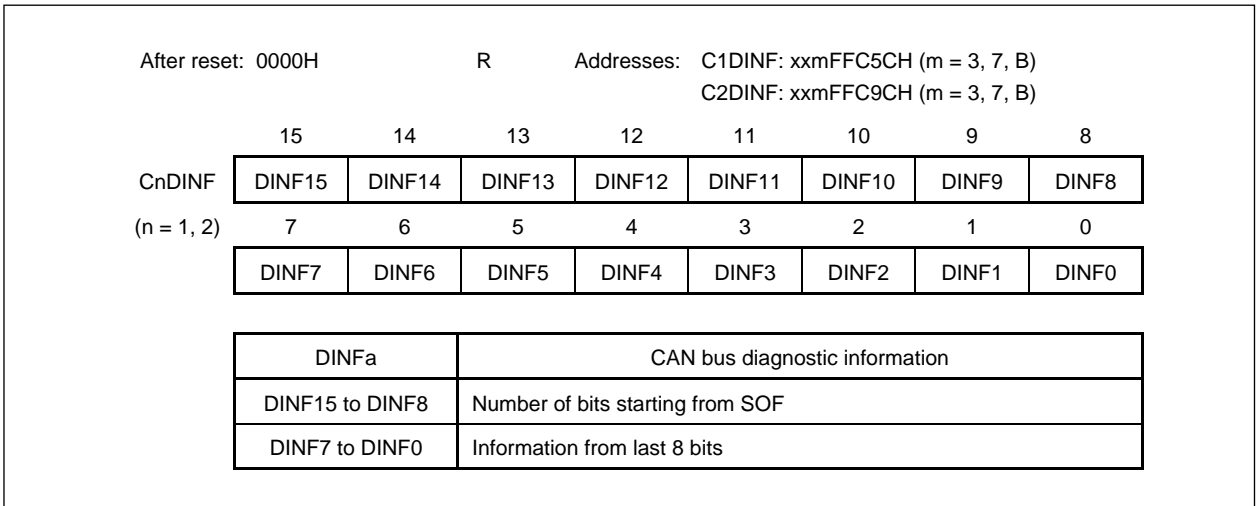 After reset: 0000H R Addresses: C1DINF: xxmFFC5CH (m = 3, 7, B)
C2DINF: xxmFFC9CH (m = 3, 7, B)
15 14 13 12 11 10 9 8
CnDINF DINF15 DINF14 DINF13 DINF12 DINF11 DINF10 DINF9 DINF8
(n = 1, 2) 7 6 5 4 3 2 1 0
DINF7 DINF6 DINF5 DINF4 DINF3 DINF2 DINF1 DINF0
DINFa CAN bus diagnostic information
DINF15 to DINF8 Number of bits starting from SOF
DINF7 to DINF0 Information from last 8 bits